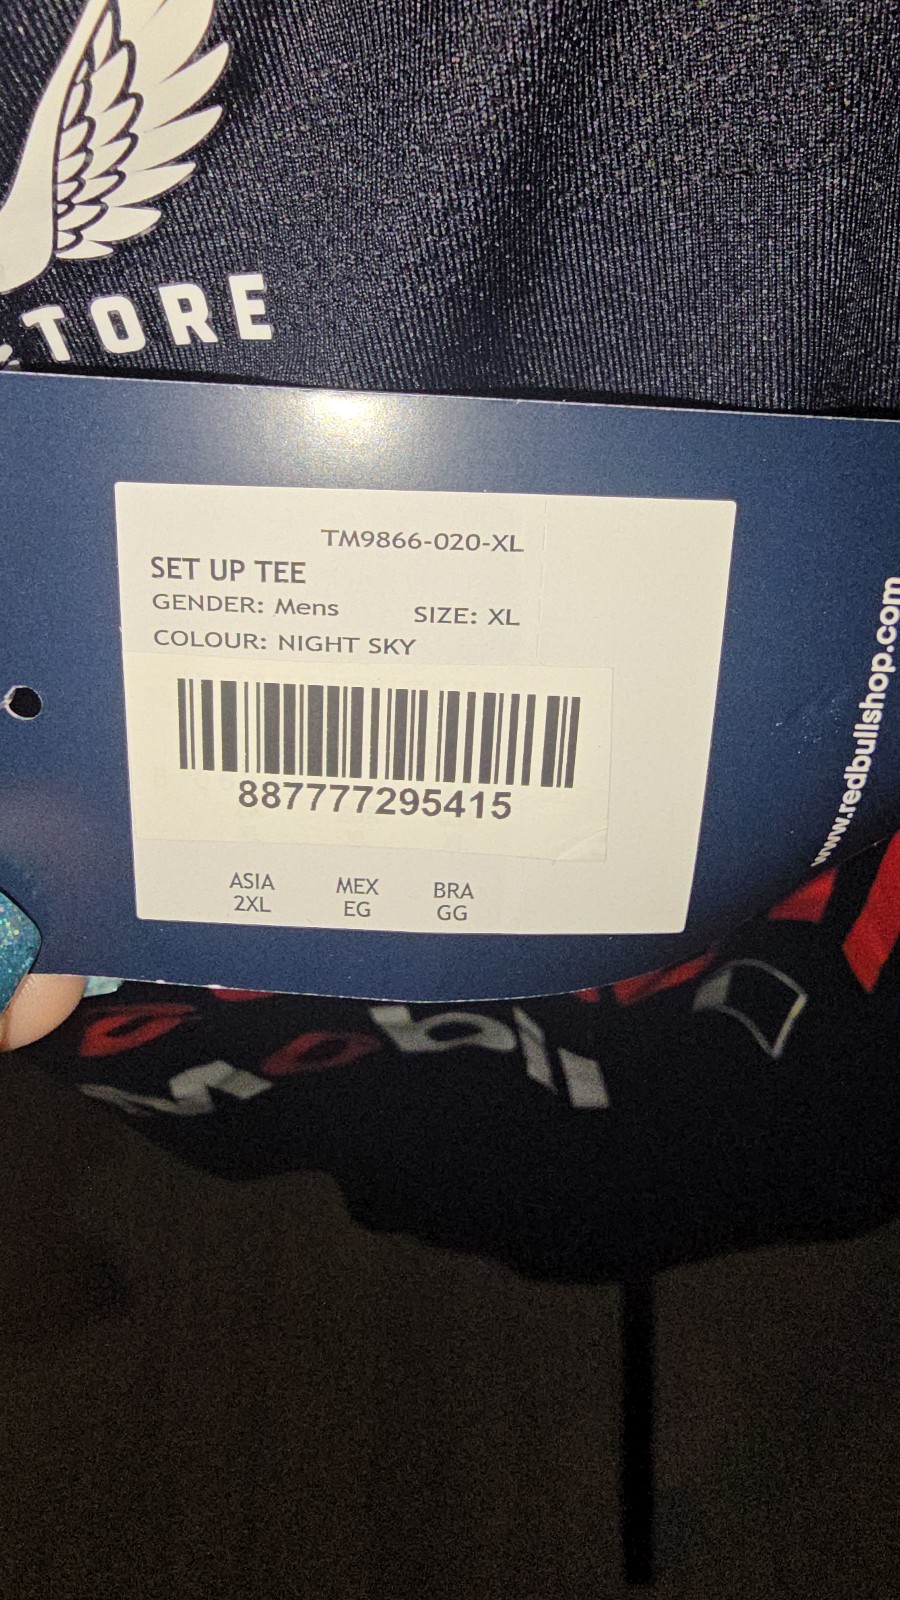 TORE
TM9866-020-XL
SET UP TEE
GENDER: Mens SIZE: XL
COLOUR: NIGHT SKY
887777295415
ASIA MEX BRA
2XL EG GG
www.redbullshop.com
Mobil